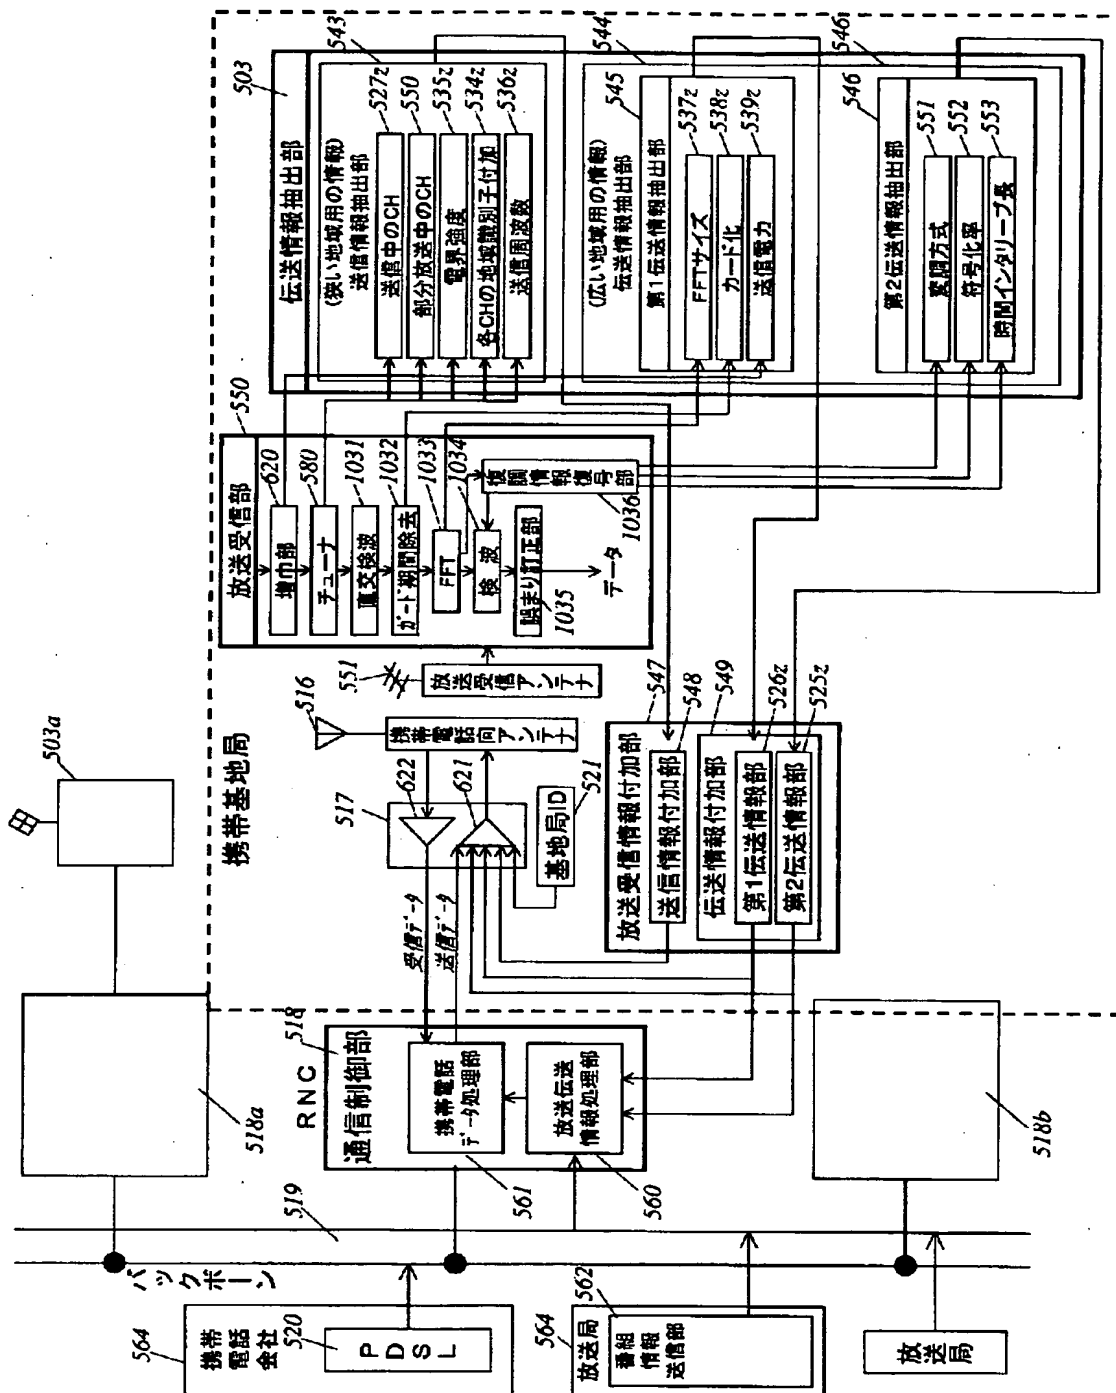 携帯基地局
503a
518a
伝送情報抽出部
503
(狭い地域用の情報)
送信情報抽出部
543
送信中のCH
527z
部分放送中のCH
550
電界強度
535z
各CHの地域識別子付加
534z
送信周波数
536z
(広い地域用の情報)
伝送情報抽出部
544
第1伝送情報抽出部
545
FFTサイズ
537z
カード化
538z
送信電力
539z
546
第2伝送情報抽出部
546
変調方式
551
符号化率
552
時間インタリーブ長
553
放送受信部
550
増巾部
620
チューナ
580
直交検波
1031
ガード期間除去
1032
FFT
1033
検波
1034
誤まり訂正部
1035
復調情報復号部
1036
データ
551
放送受信アンテナ
516
携帯電話向アンテナ
517
622
621
基地局ID
521
受信データ
送信データ
放送受信情報付加部
547
送信情報付加部
548
伝送情報付加部
549
第1伝送情報部
526z
第2伝送情報部
525z
RNC
通信制御部
518
携帯電話
データ処理部
561
放送伝送
情報処理部
560
518b
519
バックボーン
564
携帯
電話
会社
520
PDSL
564
放送局
562
番組
情報
送信部
放送局